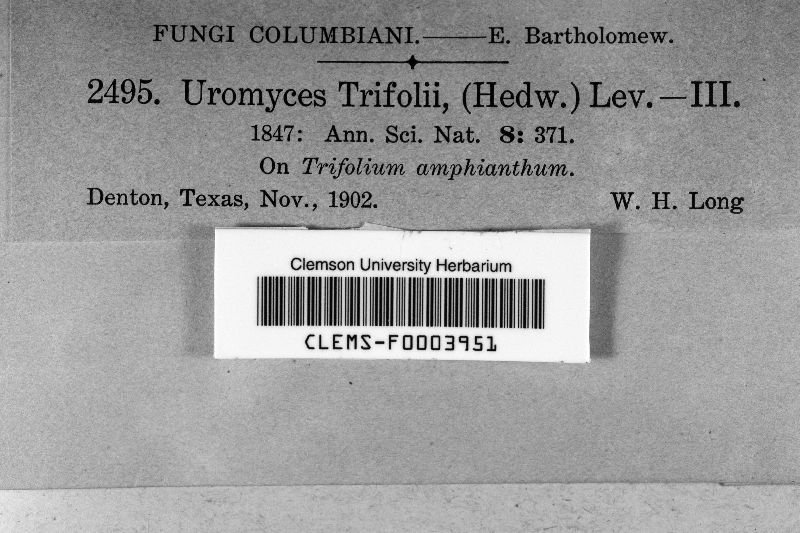 FUNGI COLUMBIANI.——E. Bartholomew.
2495. Uromyces Trifolii, (Hedw.) Lev.—III.
1847: Ann. Sci. Nat. 8: 371.
On Trifolium amphianthum.
Denton, Texas, Nov., 1902. W. H. Long
Clemson University Herbarium
CLEMS-F0003951